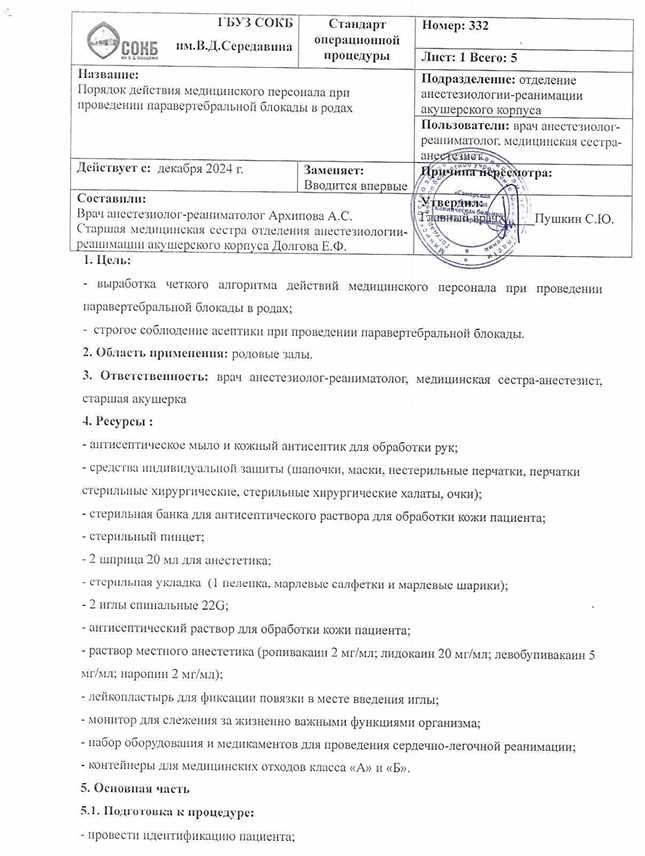 ГБУЗ СОКБ
им.В.Д.Середавина
СОКБ
Стандарт
операционной
процедуры
Номер: 332
Лист: 1 Всего: 5
Название:
Порядок действия медицинского персонала при
проведении паравертебральной блокады в родах
Подразделение: отделение
анестезиологии-реанимации
акушерского корпуса
Пользователи: врач анестезиолог-
реаниматолог, медицинская сестра-
анестезист
Действует с: декабря 2024 г.
Заменяет:
Вводится впервые
Причина пересмотра:
Составили:
Врач анестезиолог-реаниматолог Архипова А.С.
Старшая медицинская сестра отделения анестезиологии-
реанимации акушерского корпуса Долгова Е.Ф.
Утвердил:
Главный врач Пушкин С.Ю.
1. Цель:
- выработка четкого алгоритма действий медицинского персонала при проведении
паравертебральной блокады в родах;
- строгое соблюдение асептики при проведении паравертебральной блокады.
2. Область применения: родовые залы.
3. Ответственность: врач анестезиолог-реаниматолог, медицинская сестра-анестезист,
старшая акушерка
4. Ресурсы :
- антисептическое мыло и кожный антисептик для обработки рук;
- средства индивидуальной защиты (шапочки, маски, нестерильные перчатки, перчатки
стерильные хирургические, стерильные хирургические халаты, очки);
- стерильная банка для антисептического раствора для обработки кожи пациента;
- стерильный пинцет;
- 2 шприца 20 мл для анестетика;
- стерильная укладка (1 пеленка, марлевые салфетки и марлевые шарики);
- 2 иглы спинальные 22G;
- антисептический раствор для обработки кожи пациента;
- раствор местного анестетика (ропивакаин 2 мг/мл; лидокаин 20 мг/мл; левобупивакаин 5
мг/мл; наропин 2 мг/мл);
- лейкопластырь для фиксации повязки в месте введения иглы;
- монитор для слежения за жизненно важными функциями организма;
- набор оборудования и медикаментов для проведения сердечно-легочной реанимации;
- контейнеры для медицинских отходов класса «А» и «Б».
5. Основная часть
5.1. Подготовка к процедуре:
- провести идентификацию пациента;